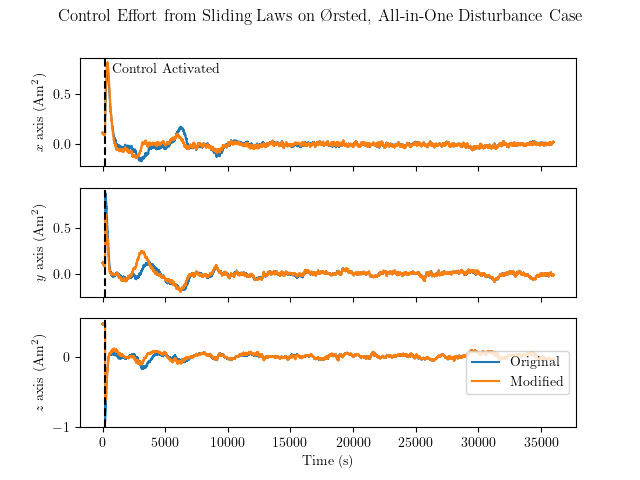 Control Effort from Sliding Laws on Ørsted, All-in-One Disturbance Case
Control Activated
x axis (Am²)
0.5
0.0
y axis (Am²)
0.5
0.0
z axis (Am²)
0
−1
Original
Modified
0 5000 10000 15000 20000 25000 30000 35000
Time (s)